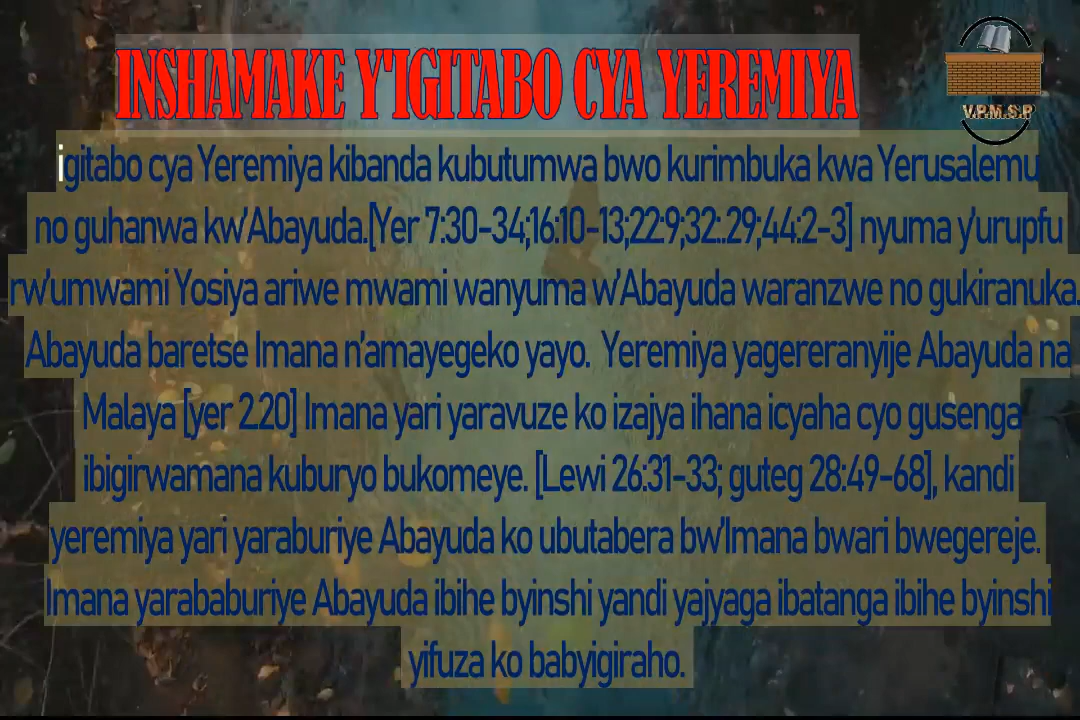 INSHAMAKE Y'IGITABO CYA YEREMIYA
V.P.M.S.P
igitabo cya Yeremiya kibanda kubutumwa bwo kurimbuka kwa Yerusalemu
no guhanwa kw'Abayuda.[Yer 7:30-34;16:10-13;22:9;32:.29;44:2-3] nyuma y'urupfu
rw'umwami Yosiya ariwe mwami wanyuma w'Abayuda waranzwe no gukiranuka.
Abayuda baretse Imana n'amayegeko yayo. Yeremiya yagereranyije Abayuda na
Malaya [yer 2.20] Imana yari yaravuze ko izajya ihana icyaha cyo gusenga
ibigirwamana kuburyo bukomeye. [Lewi 26:31-33; guteg 28:49-68], kandi
yeremiya yari yaraburiye Abayuda ko ubutabera bw'Imana bwari bwegereje.
Imana yarababuriye Abayuda ibihe byinshi yandi yajyaga ibatanga ibihe byinshi
yifuza ko babyigiraho.